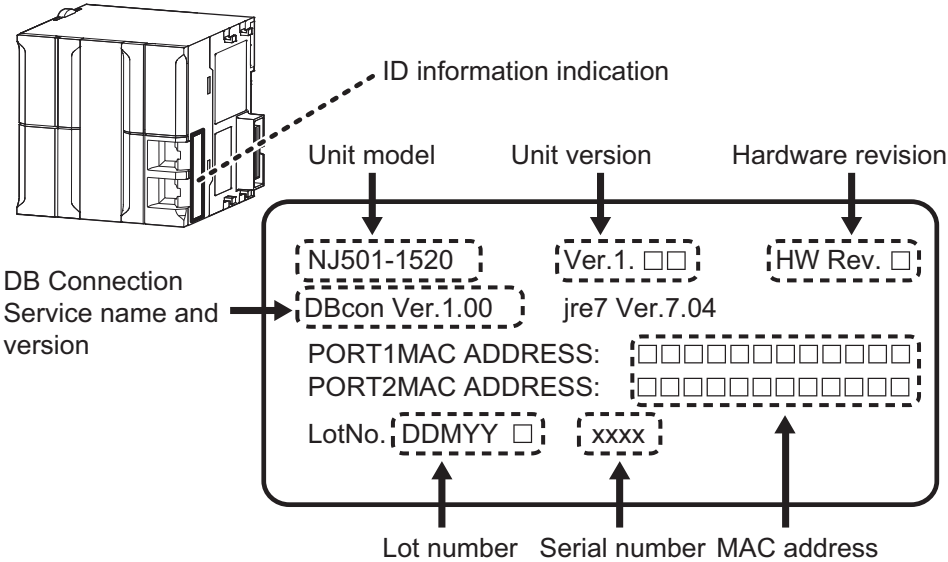 ID information indication
Unit model
Unit version
Hardware revision
NJ501-1520
Ver.1. □□
HW Rev. □
DB Connection
Service name and
version
DBcon Ver.1.00
jre7 Ver.7.04
PORT1MAC ADDRESS: □□□□□□□□□□□□
PORT2MAC ADDRESS: □□□□□□□□□□□□
LotNo. DDMYY □ xxxx
Lot number
Serial number
MAC address